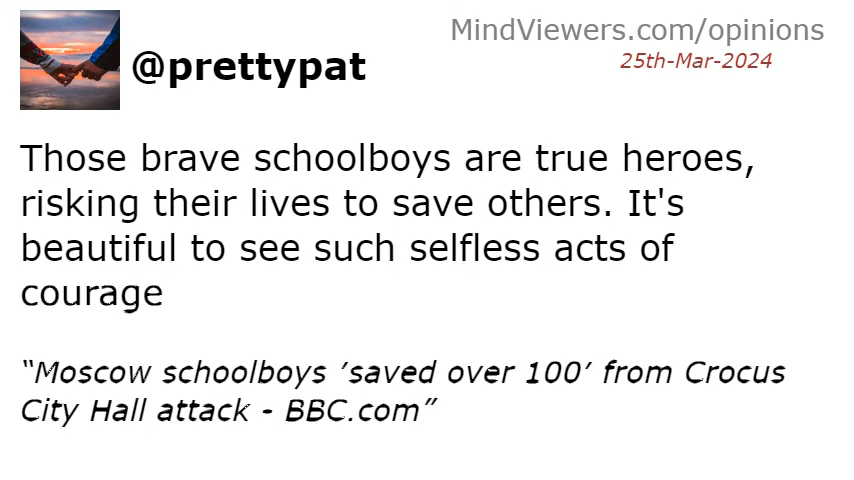 MindViewers.com/opinions
25th-Mar-2024
@prettypat
Those brave schoolboys are true heroes,
risking their lives to save others. It's
beautiful to see such selfless acts of
courage
“Moscow schoolboys ’saved over 100’ from Crocus
City Hall attack - BBC.com”